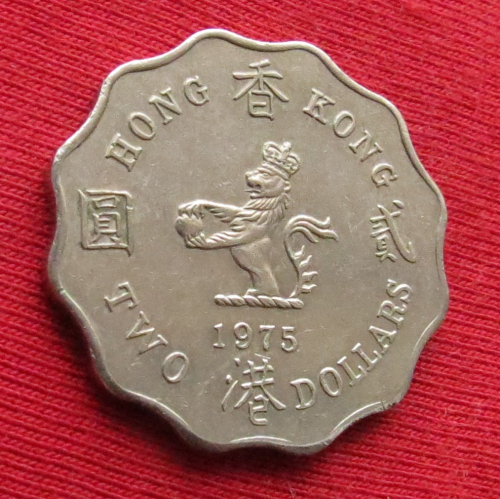 HONG KONG
香港
貳圓
1975
TWO DOLLARS